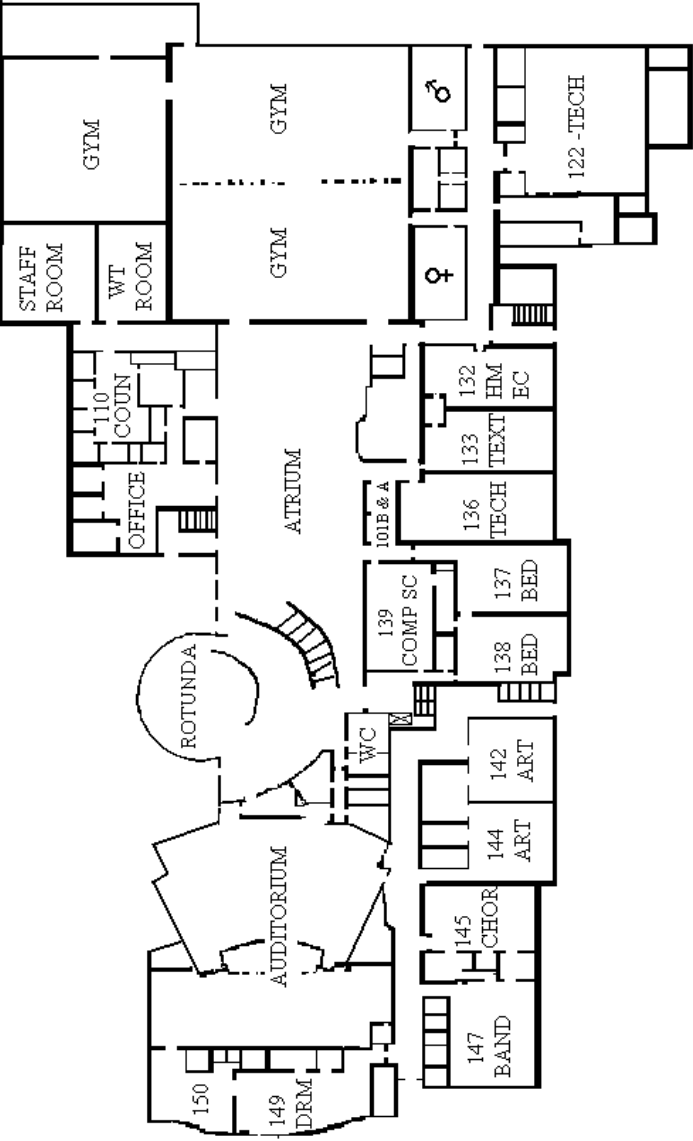 GYM
GYM
122 -TECH
GYM
STAFF
ROOM
WT
ROOM
GYM
110
COUN
132
HM
EC
133
TEXT
OFFICE
ATRIUM
101B & A
136
TECH
139
COMP SC
137
BED
138
BED
ROTUNDA
WC
142
ART
144
ART
AUDITORIUM
145
CHOR
147
BAND
150
149
DRM